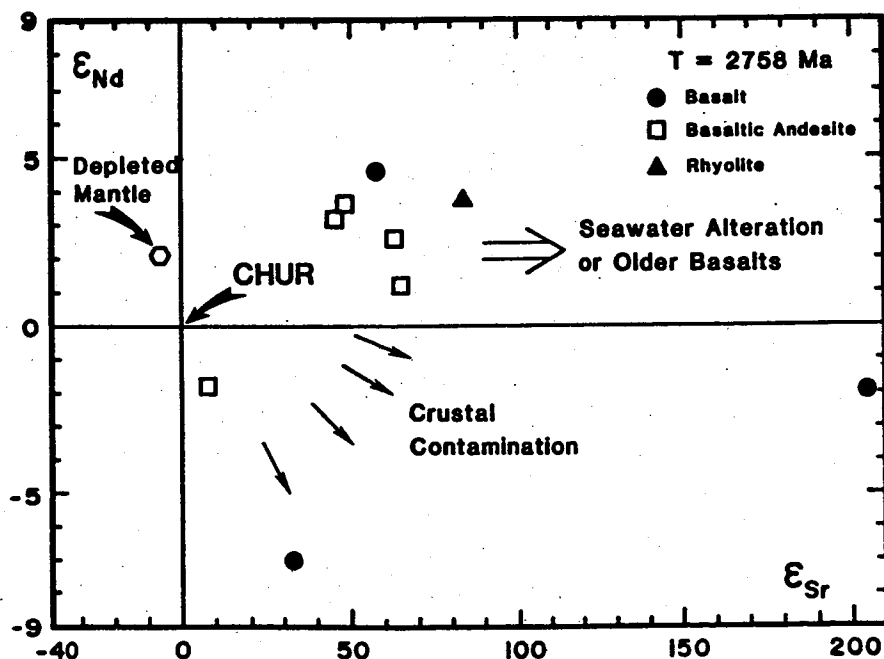 9
εNd
T = 2758 Ma
Basalt
Basaltic Andesite
Rhyolite
5
Depleted
Mantle
Seawater Alteration
or Older Basalts
CHUR
0
Crustal
Contamination
-5
εSr
-9
-40 0 50 100 150 200